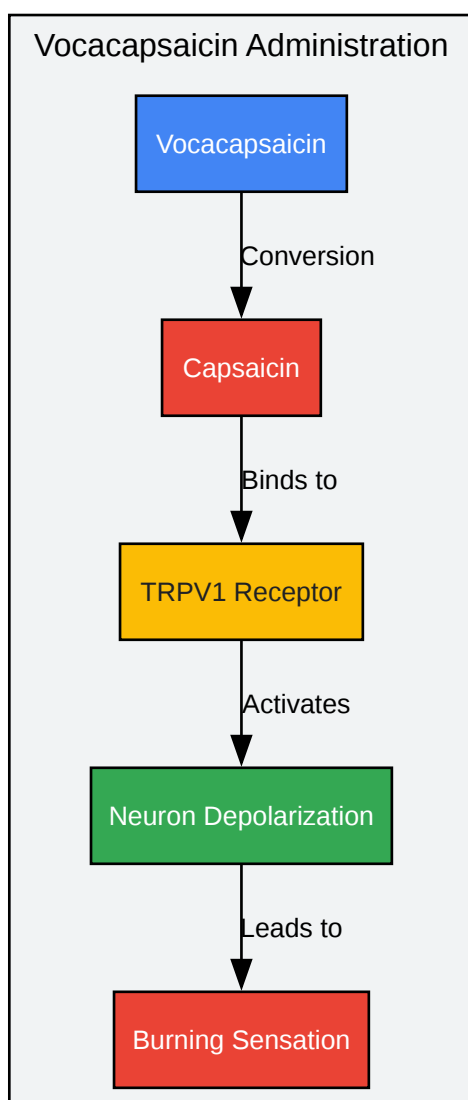 Vocacapsaicin Administration
Vocacapsaicin
Conversion
Capsaicin
Binds to
TRPV1 Receptor
Activates
Neuron Depolarization
Leads to
Burning Sensation